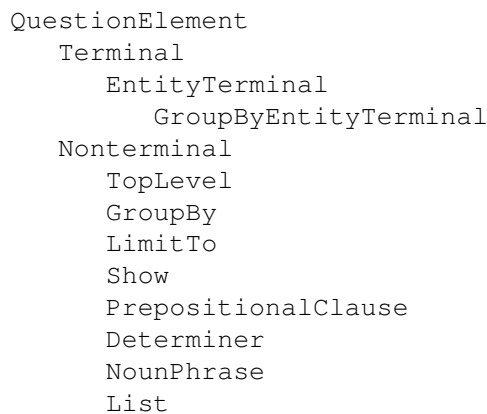 QuestionElement
Terminal
EntityTerminal
GroupByEntityTerminal
Nonterminal
TopLevel
GroupBy
LimitTo
Show
PrepositionalClause
Determiner
NounPhrase
List